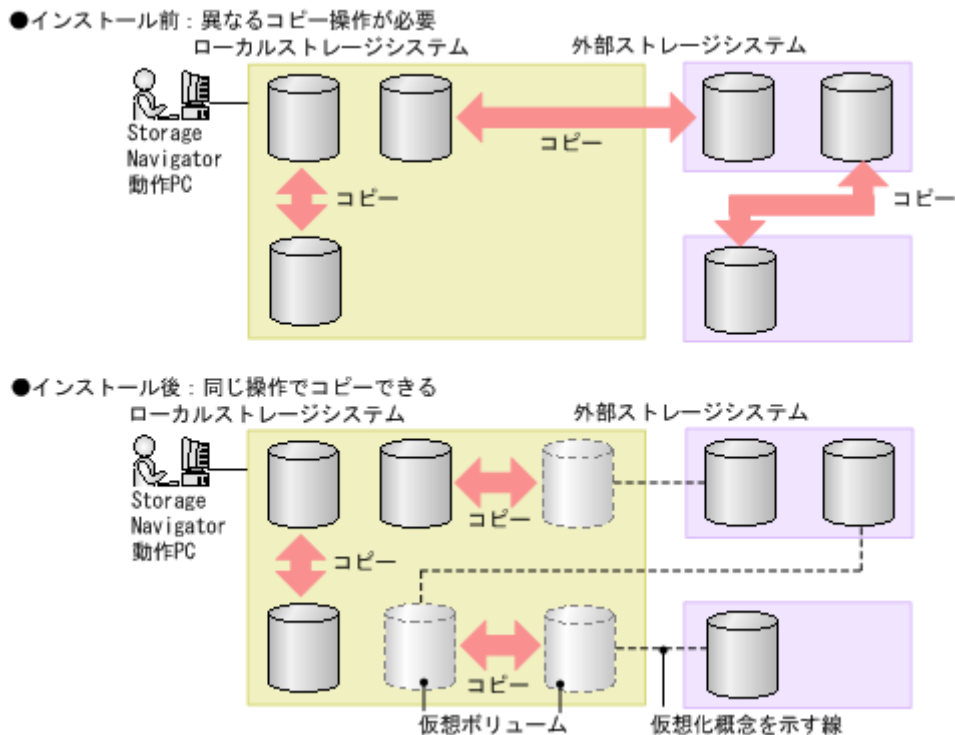 ●インストール前：異なるコピー操作が必要
ローカルストレージシステム
外部ストレージシステム
Storage
Navigator
動作PC
コピー
コピー
コピー
●インストール後：同じ操作でコピーできる
ローカルストレージシステム
外部ストレージシステム
Storage
Navigator
動作PC
コピー
コピー
コピー
仮想ボリューム
仮想化概念を示す線